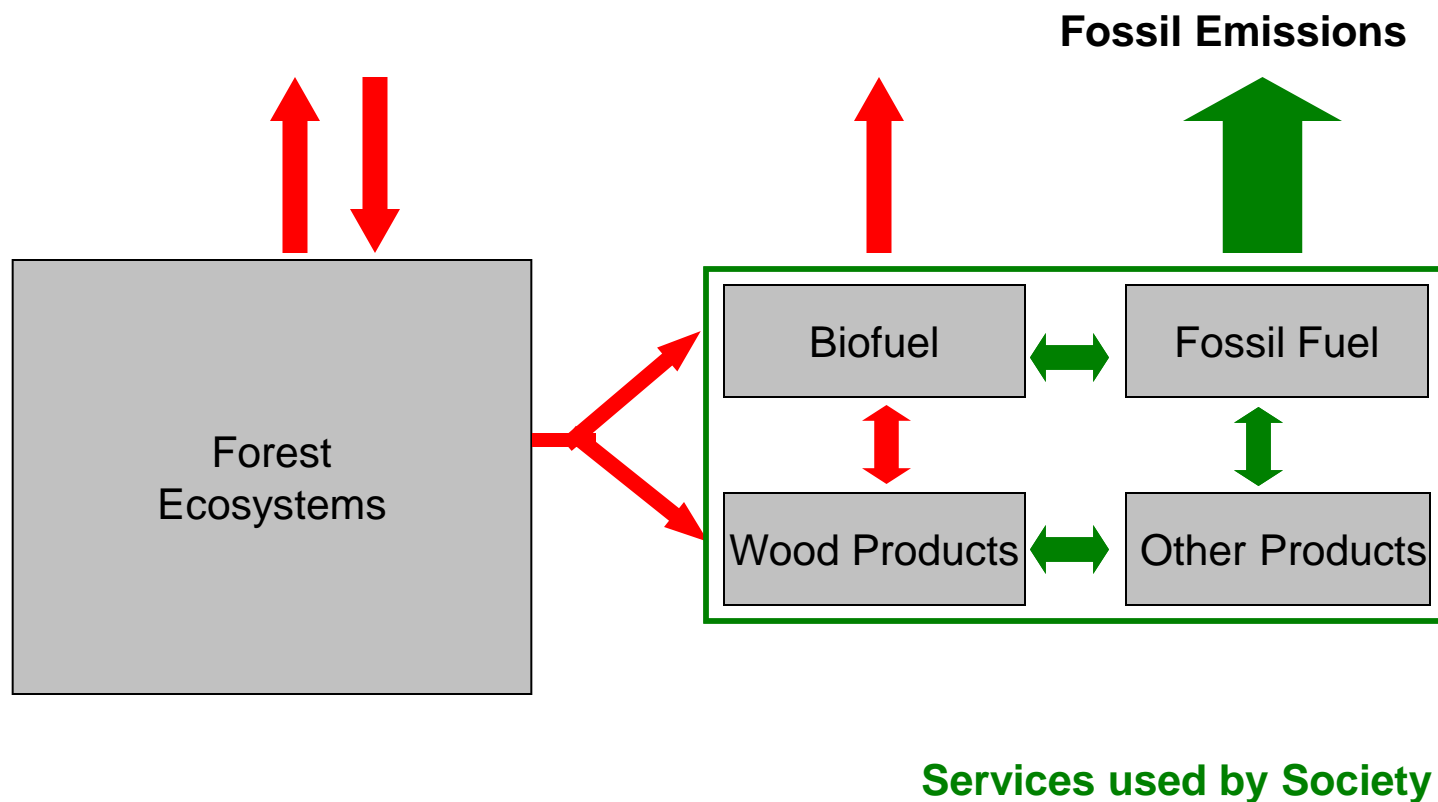 Fossil Emissions
Biofuel
Fossil Fuel
Forest
Ecosystems
Wood Products
Other Products
Services used by Society